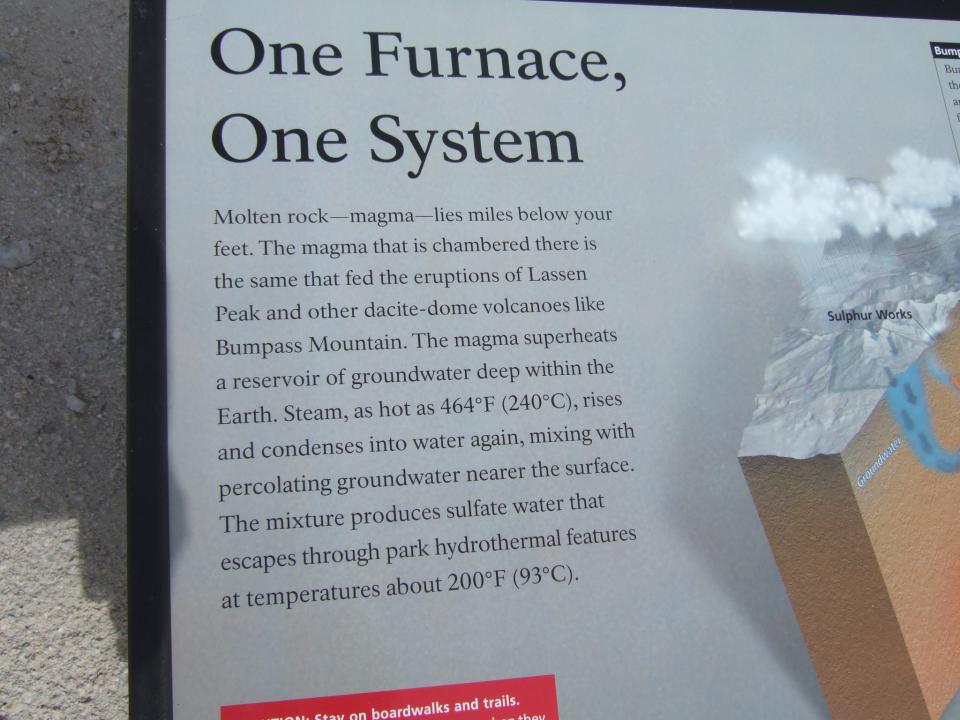 One Furnace,
One System
Molten rock—magma—lies miles below your
feet. The magma that is chambered there is
the same that fed the eruptions of Lassen
Peak and other dacite-dome volcanoes like
Bumpass Mountain. The magma superheats
a reservoir of groundwater deep within the
Earth. Steam, as hot as 464°F (240°C), rises
and condenses into water again, mixing with
percolating groundwater nearer the surface.
The mixture produces sulfate water that
escapes through park hydrothermal features
at temperatures about 200°F (93°C).
Stay on boardwalks and trails.
they
Sulphur Works
Groundwater